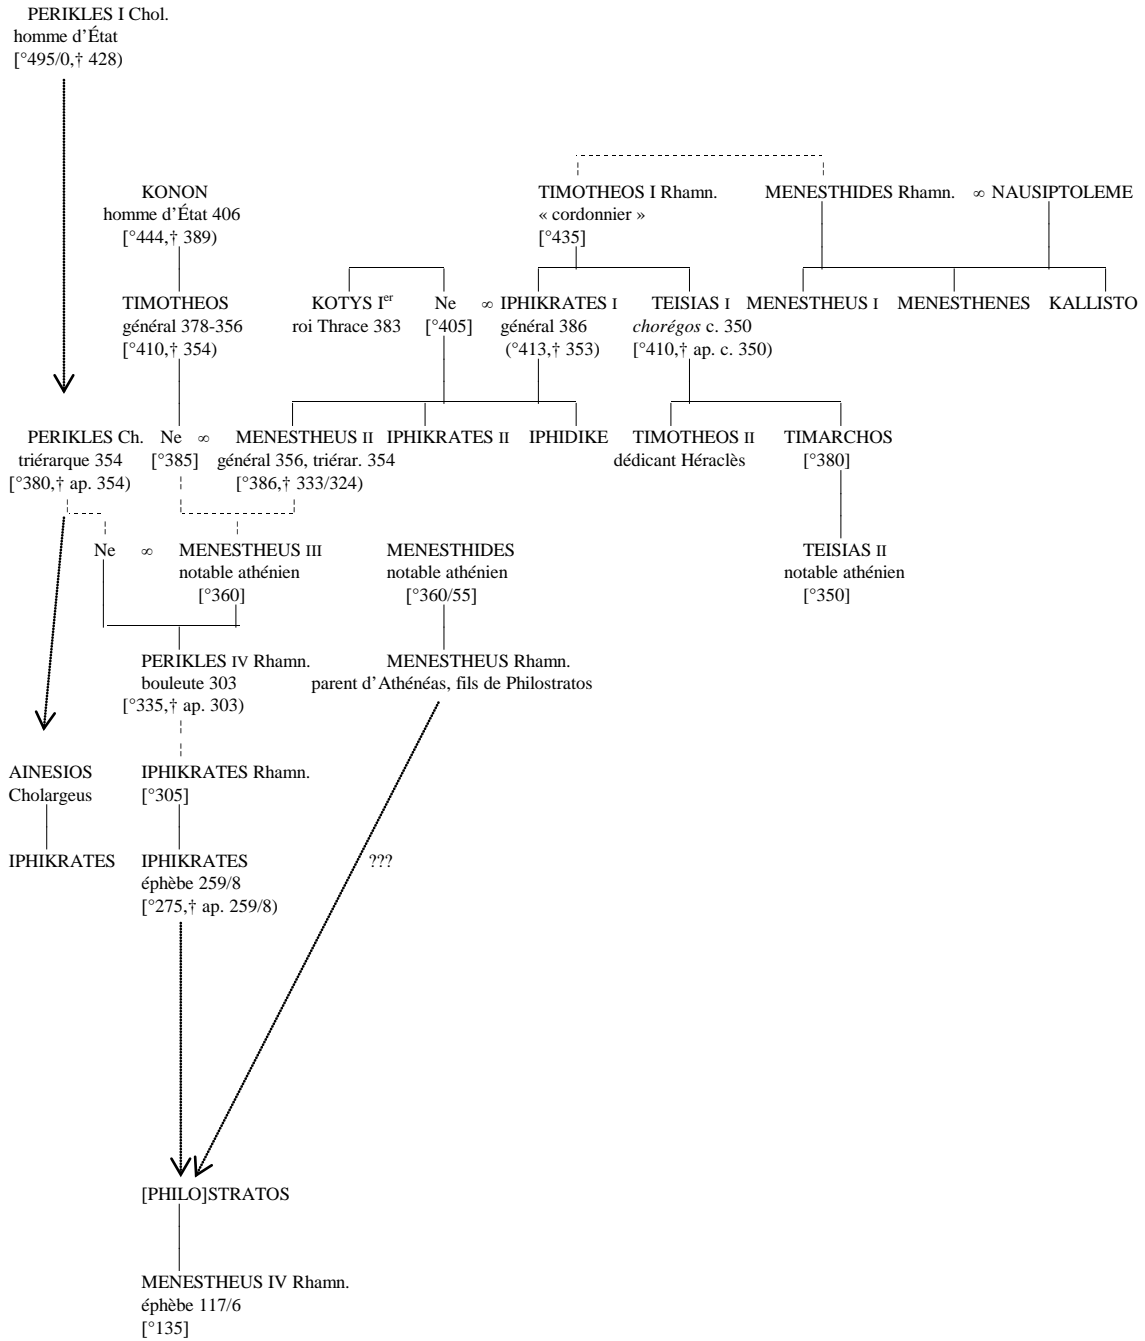 PERIKLES I Chol.
homme d'État
[°495/0,† 428)
KONON
homme d'État 406
[°444,† 389)
TIMOTHEOS I Rhamn.
« cordonnier »
[°435]
MENESTHIDES Rhamn. ∞ NAUSIPTOLEME
TIMOTHEOS
général 378-356
[°410,† 354)
KOTYS Ier
roi Thrace 383
Ne ∞ IPHIKRATES I
[°405]
général 386
(°413,† 353)
TEISIAS I
chorégos c. 350
[°410,† ap. c. 350)
MENESTHEUS I
MENESTHENES
KALLISTO
PERIKLES Ch.
triérarque 354
[°380,† ap. 354)
Ne ∞ MENESTHEUS II
[°385]
général 356, triérar. 354
[°386,† 333/324)
IPHIKRATES II
IPHIDIKE
TIMOTHEOS II
dédicant Héraclès
TIMARCHOS
[°380]
Ne ∞ MENESTHEUS III
notable athénien
[°360]
MENESTHIDES
notable athénien
[°360/55]
TEISIAS II
notable athénien
[°350]
PERIKLES IV Rhamn.
bouleute 303
[°335,† ap. 303)
MENESTHEUS Rhamn.
parent d'Athénéas, fils de Philostratos
AINESIOS
Cholargeus
IPHIKRATES Rhamn.
[°305]
IPHIKRATES
IPHIKRATES
éphèbe 259/8
[°275,† ap. 259/8)
???
[PHILO]STRATOS
MENESTHEUS IV Rhamn.
éphèbe 117/6
[°135]